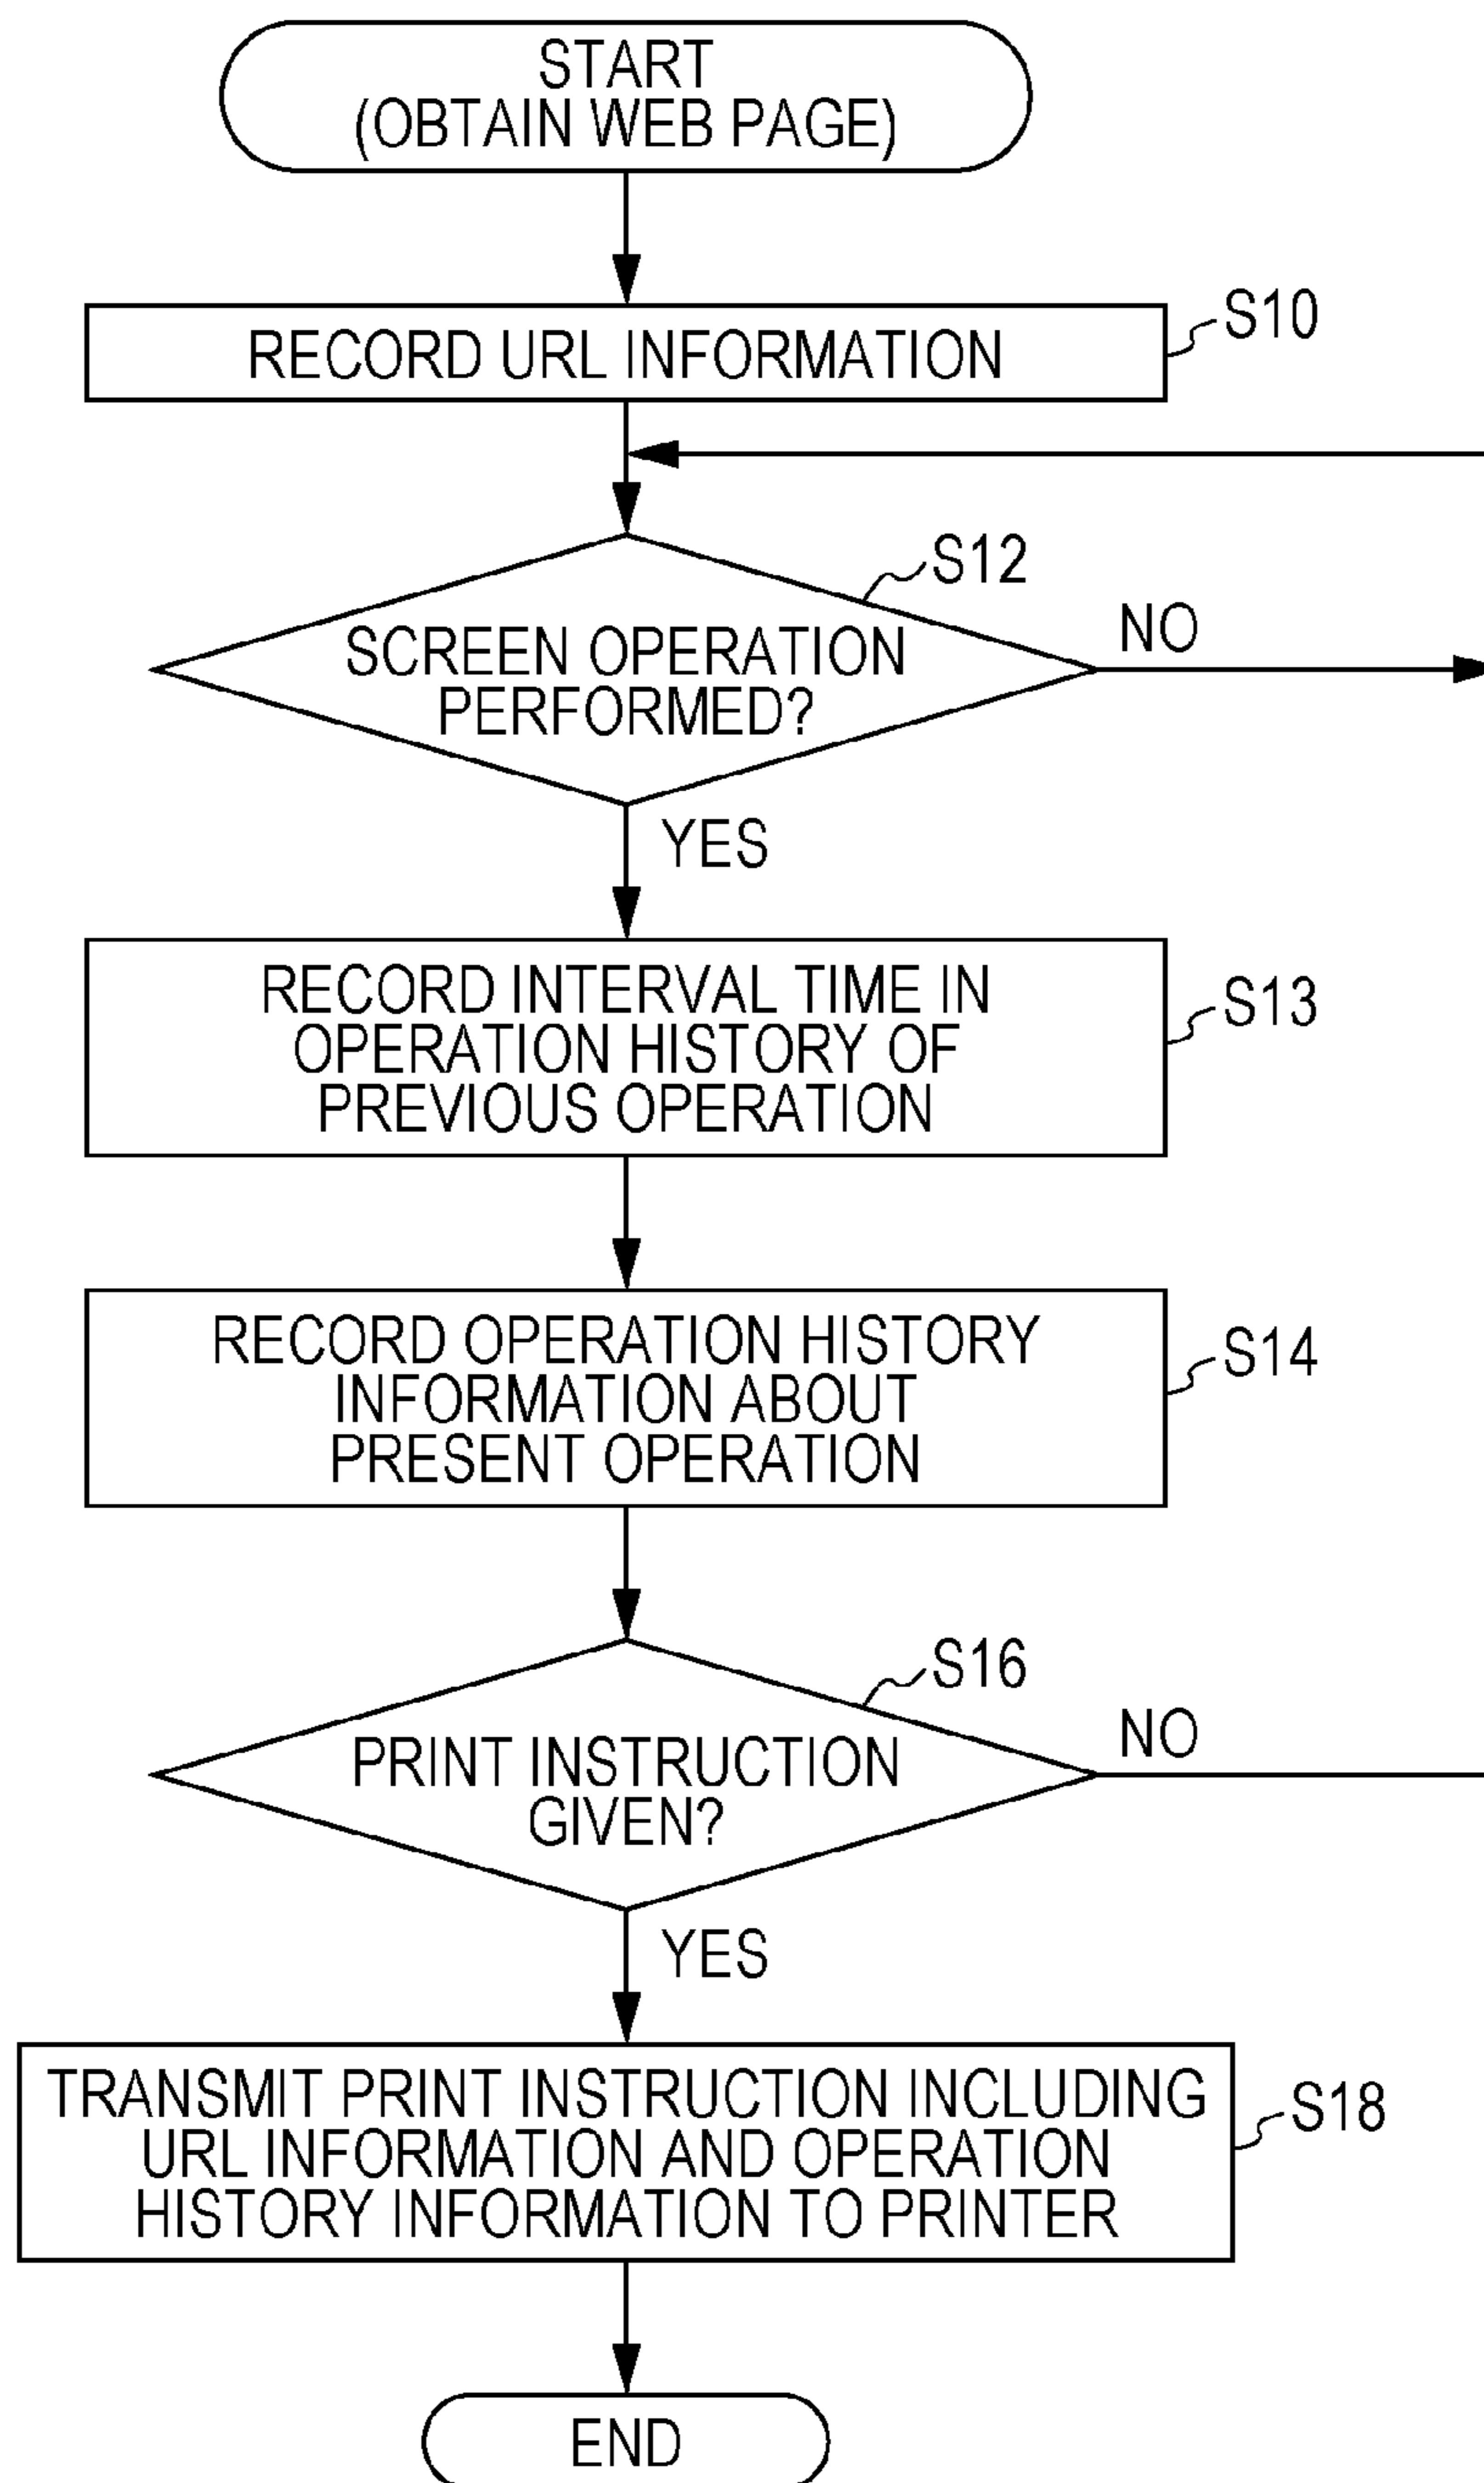 START
(OBTAIN WEB PAGE)
RECORD URL INFORMATION
S10
S12
SCREEN OPERATION
PERFORMED?
NO
YES
RECORD INTERVAL TIME IN
OPERATION HISTORY OF
PREVIOUS OPERATION
S13
RECORD OPERATION HISTORY
INFORMATION ABOUT
PRESENT OPERATION
S14
S16
PRINT INSTRUCTION
GIVEN?
NO
YES
TRANSMIT PRINT INSTRUCTION INCLUDING
URL INFORMATION AND OPERATION
HISTORY INFORMATION TO PRINTER
S18
END